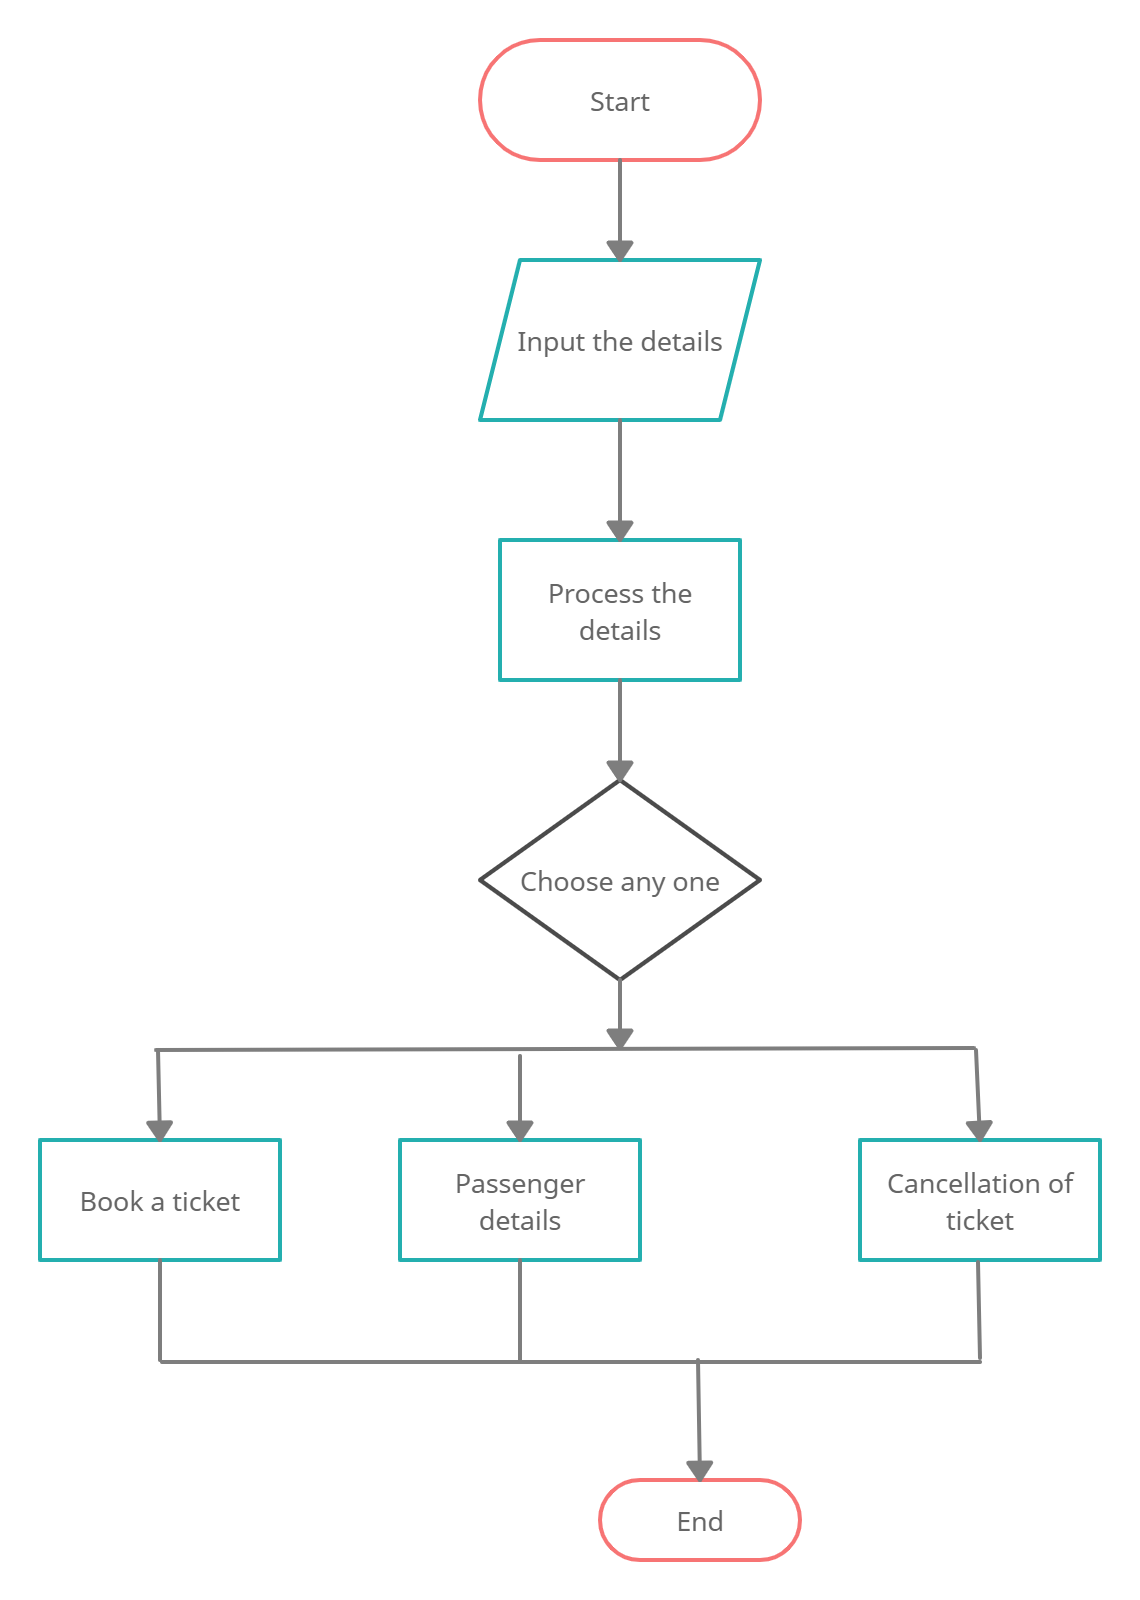 Start
Input the details
Process the
details
Choose any one
Book a ticket
Passenger
details
Cancellation of
ticket
End